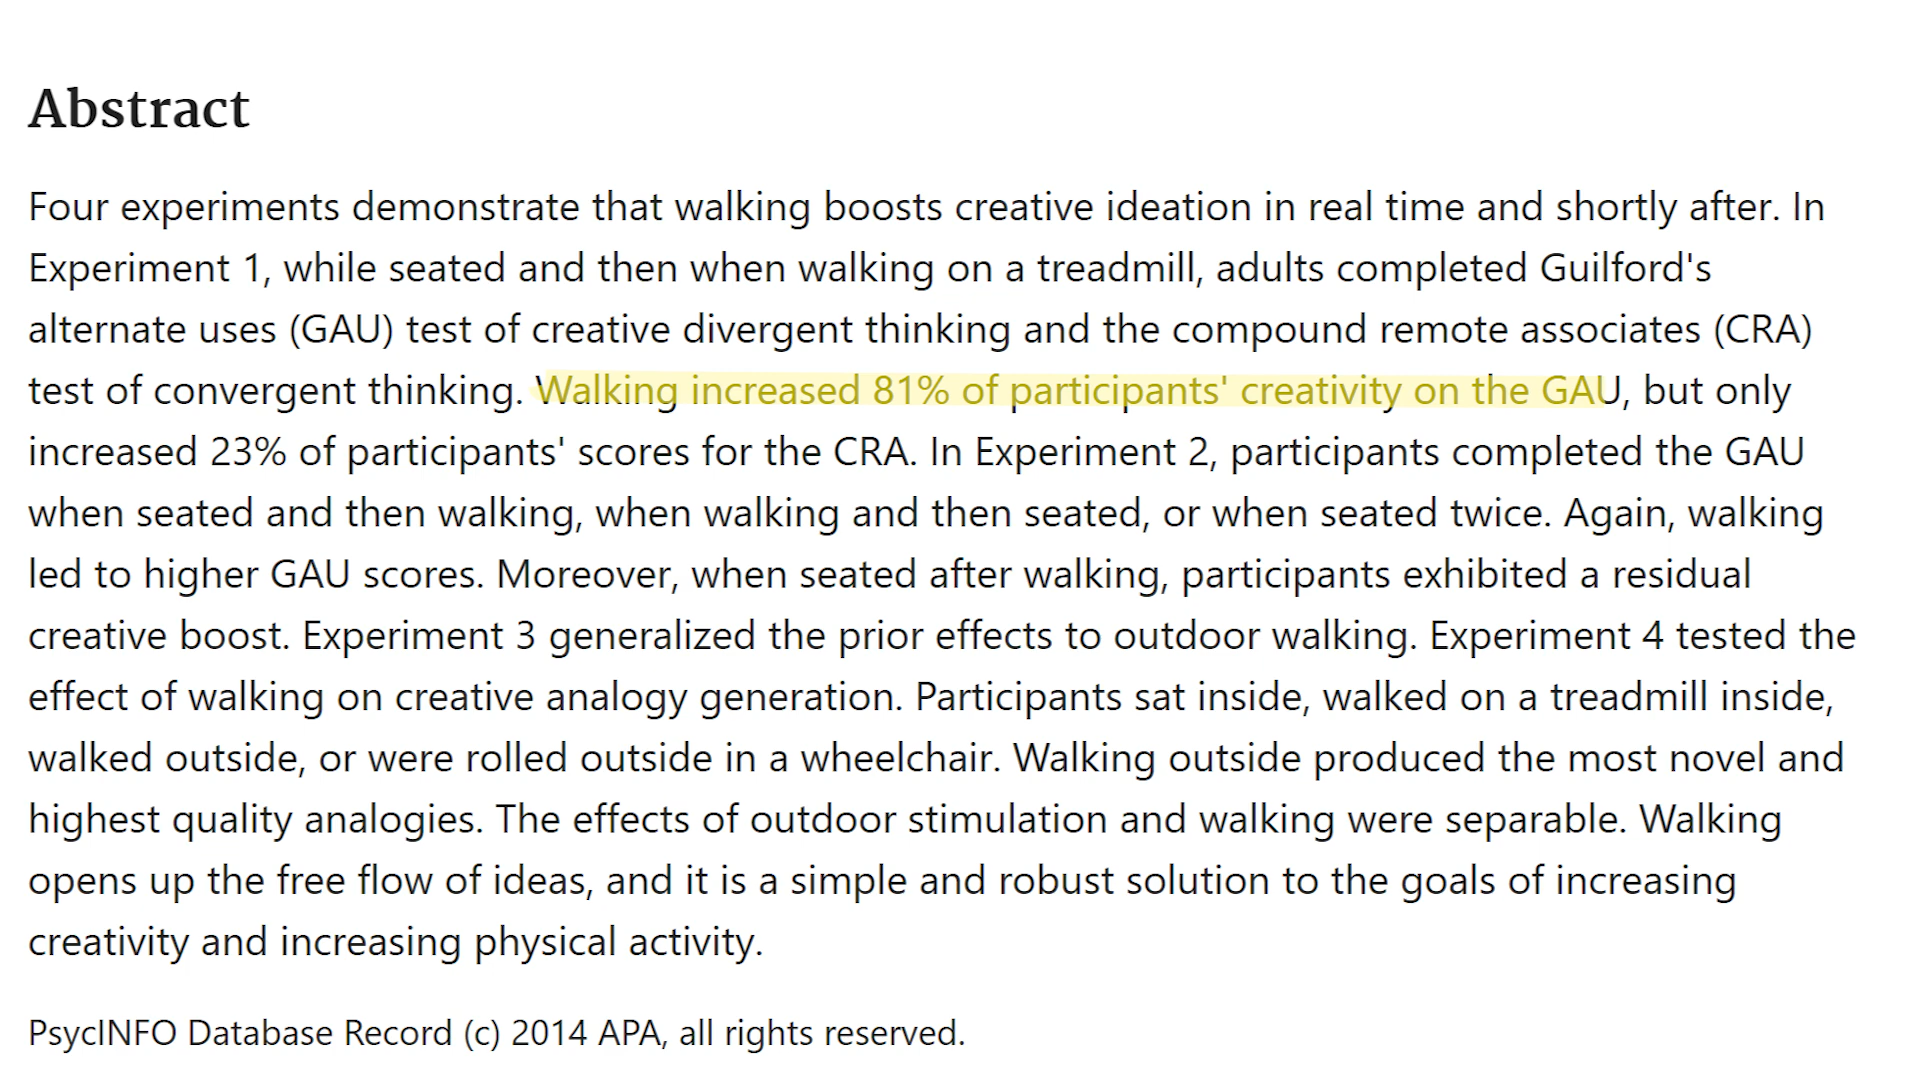 Abstract
Four experiments demonstrate that walking boosts creative ideation in real time and shortly after. In
Experiment 1, while seated and then when walking on a treadmill, adults completed Guilford's
alternate uses (GAU) test of creative divergent thinking and the compound remote associates (CRA)
test of convergent thinking. Walking increased 81% of participants' creativity on the GAU, but only
increased 23% of participants' scores for the CRA. In Experiment 2, participants completed the GAU
when seated and then walking, when walking and then seated, or when seated twice. Again, walking
led to higher GAU scores. Moreover, when seated after walking, participants exhibited a residual
creative boost. Experiment 3 generalized the prior effects to outdoor walking. Experiment 4 tested the
effect of walking on creative analogy generation. Participants sat inside, walked on a treadmill inside,
walked outside, or were rolled outside in a wheelchair. Walking outside produced the most novel and
highest quality analogies. The effects of outdoor stimulation and walking were separable. Walking
opens up the free flow of ideas, and it is a simple and robust solution to the goals of increasing
creativity and increasing physical activity.
PsycINFO Database Record (c) 2014 APA, all rights reserved.